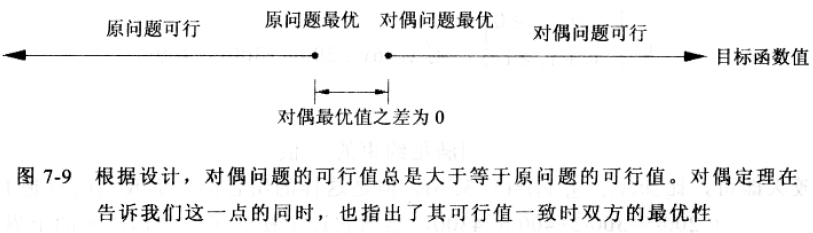 原问题可行
原问题最优
对偶问题最优
对偶问题可行
目标函数值
对偶最优值之差为 0
图 7-9 根据设计，对偶问题的可行值总是大于等于原问题的可行值。对偶定理在
告诉我们这一点的同时，也指出了其可行值一致时双方的最优性